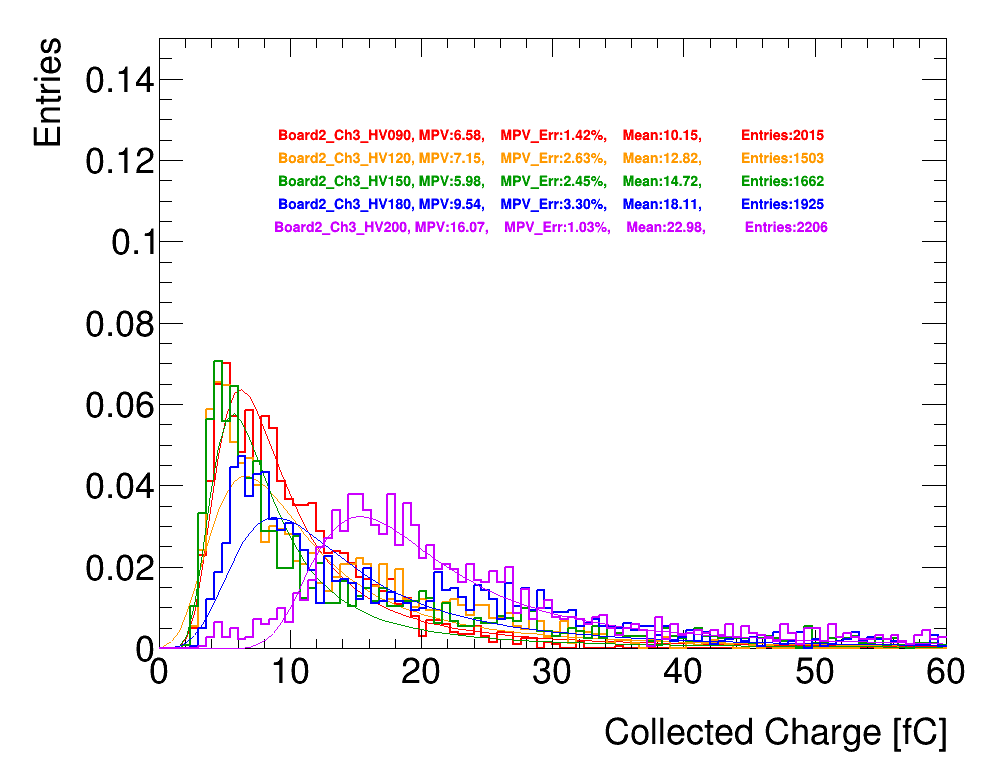 Entries
0.14
Board2_Ch3_HV090, MPV:6.58, MPV_Err:1.42%, Mean:10.15, Entries:2015
0.12
Board2_Ch3_HV120, MPV:7.15, MPV_Err:2.63%, Mean:12.82, Entries:1503
Board2_Ch3_HV150, MPV:5.98, MPV_Err:2.45%, Mean:14.72, Entries:1662
Board2_Ch3_HV180, MPV:9.54, MPV_Err:3.30%, Mean:18.11, Entries:1925
Board2_Ch3_HV200, MPV:16.07, MPV_Err:1.03%, Mean:22.98, Entries:2206
0.1
0.08
0.06
0.04
0.02
0
0 10 20 30 40 50 60
Collected Charge [fC]